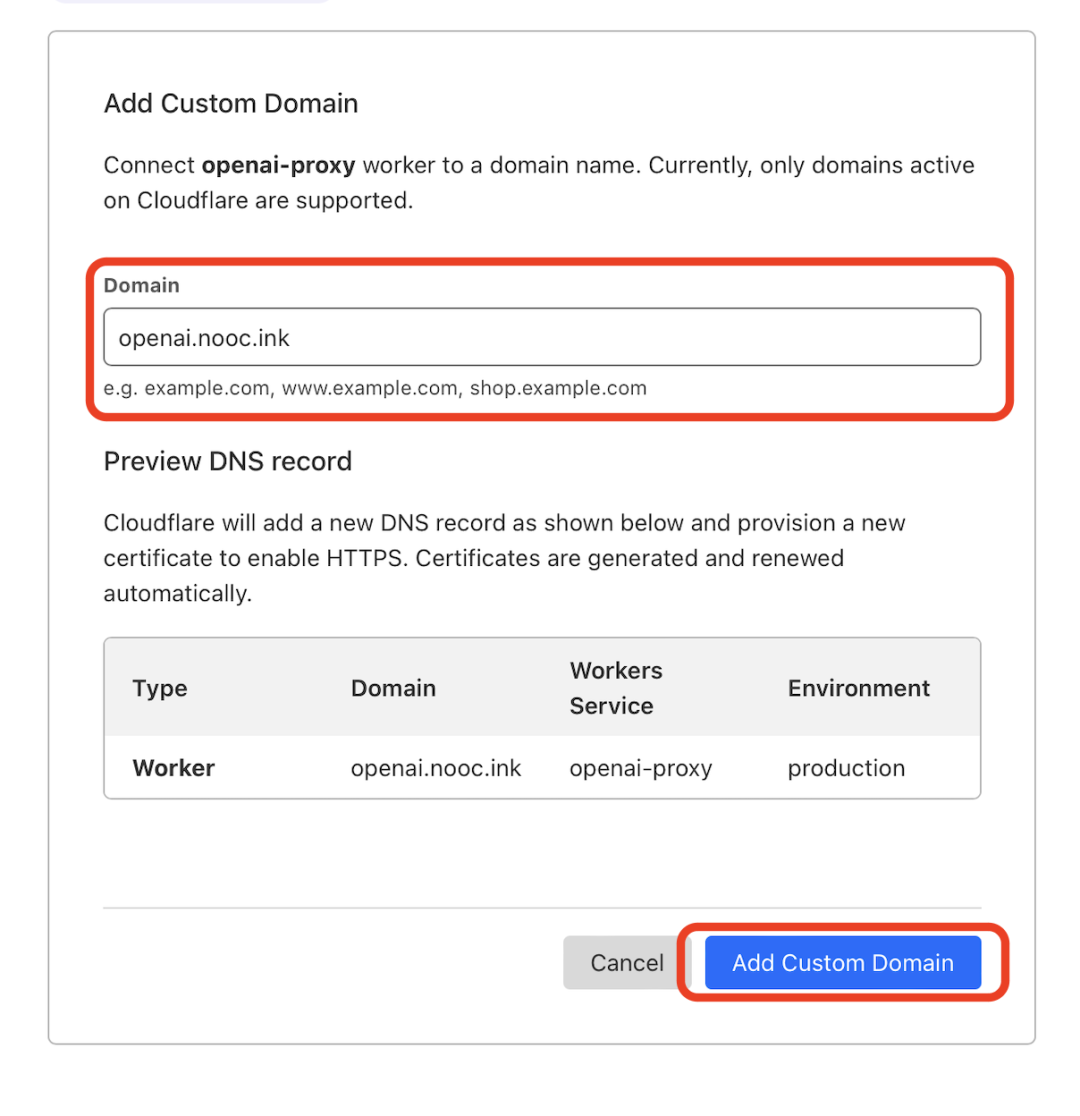 Add Custom Domain
Connect openai-proxy worker to a domain name. Currently, only domains active
on Cloudflare are supported.
Domain
openai.nooc.ink
e.g. example.com, www.example.com, shop.example.com
Preview DNS record
Cloudflare will add a new DNS record as shown below and provision a new
certificate to enable HTTPS. Certificates are generated and renewed
automatically.
Type Domain Workers Service Environment
Worker openai.nooc.ink openai-proxy production
Cancel Add Custom Domain